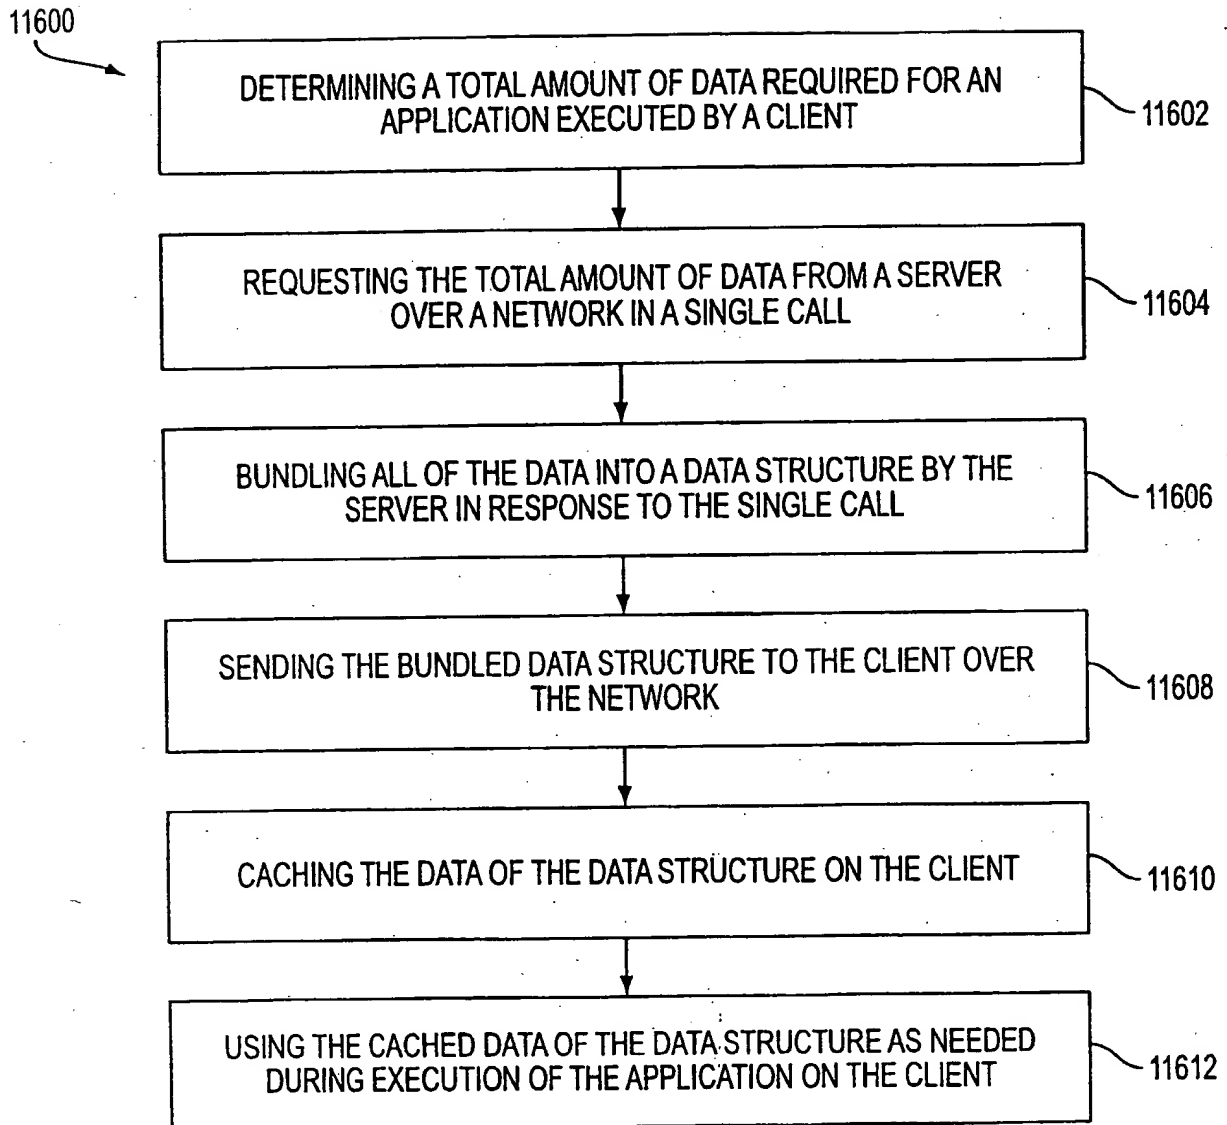 11600
DETERMINING A TOTAL AMOUNT OF DATA REQUIRED FOR AN
APPLICATION EXECUTED BY A CLIENT
11602
REQUESTING THE TOTAL AMOUNT OF DATA FROM A SERVER
OVER A NETWORK IN A SINGLE CALL
11604
BUNDLING ALL OF THE DATA INTO A DATA STRUCTURE BY THE
SERVER IN RESPONSE TO THE SINGLE CALL
11606
SENDING THE BUNDLED DATA STRUCTURE TO THE CLIENT OVER
THE NETWORK
11608
CACHING THE DATA OF THE DATA STRUCTURE ON THE CLIENT
11610
USING THE CACHED DATA OF THE DATA STRUCTURE AS NEEDED
DURING EXECUTION OF THE APPLICATION ON THE CLIENT
11612